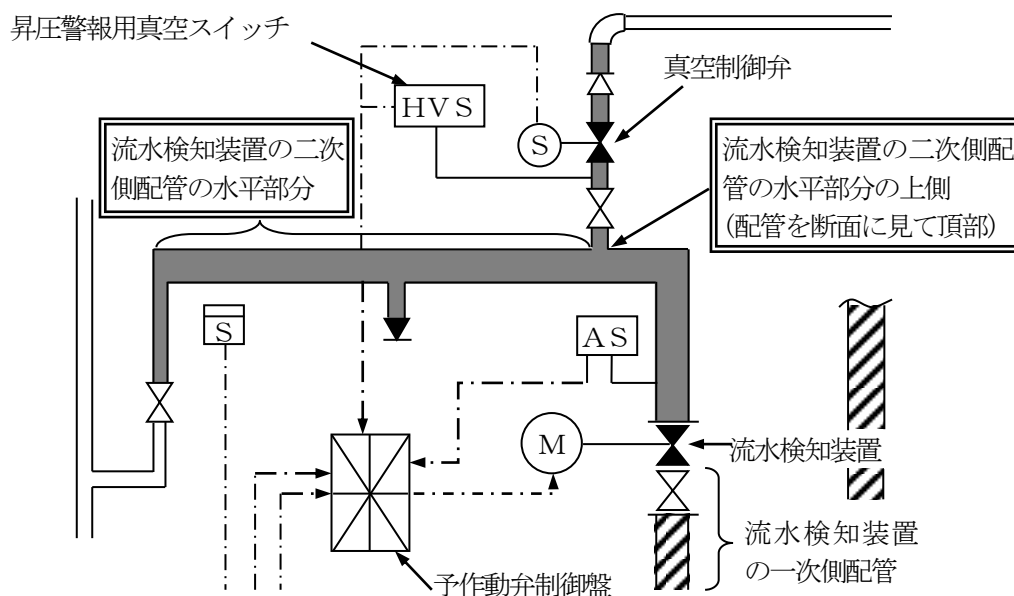 昇圧警報用真空スイッチ
真空制御弁
HVS
S
流水検知装置の二次
側配管の水平部分
流水検知装置の二次側配
管の水平部分の上側
(配管を断面に見て頂部)
S
AS
M
流水検知装置
流水検知装置
の一次側配管
予作動弁制御盤